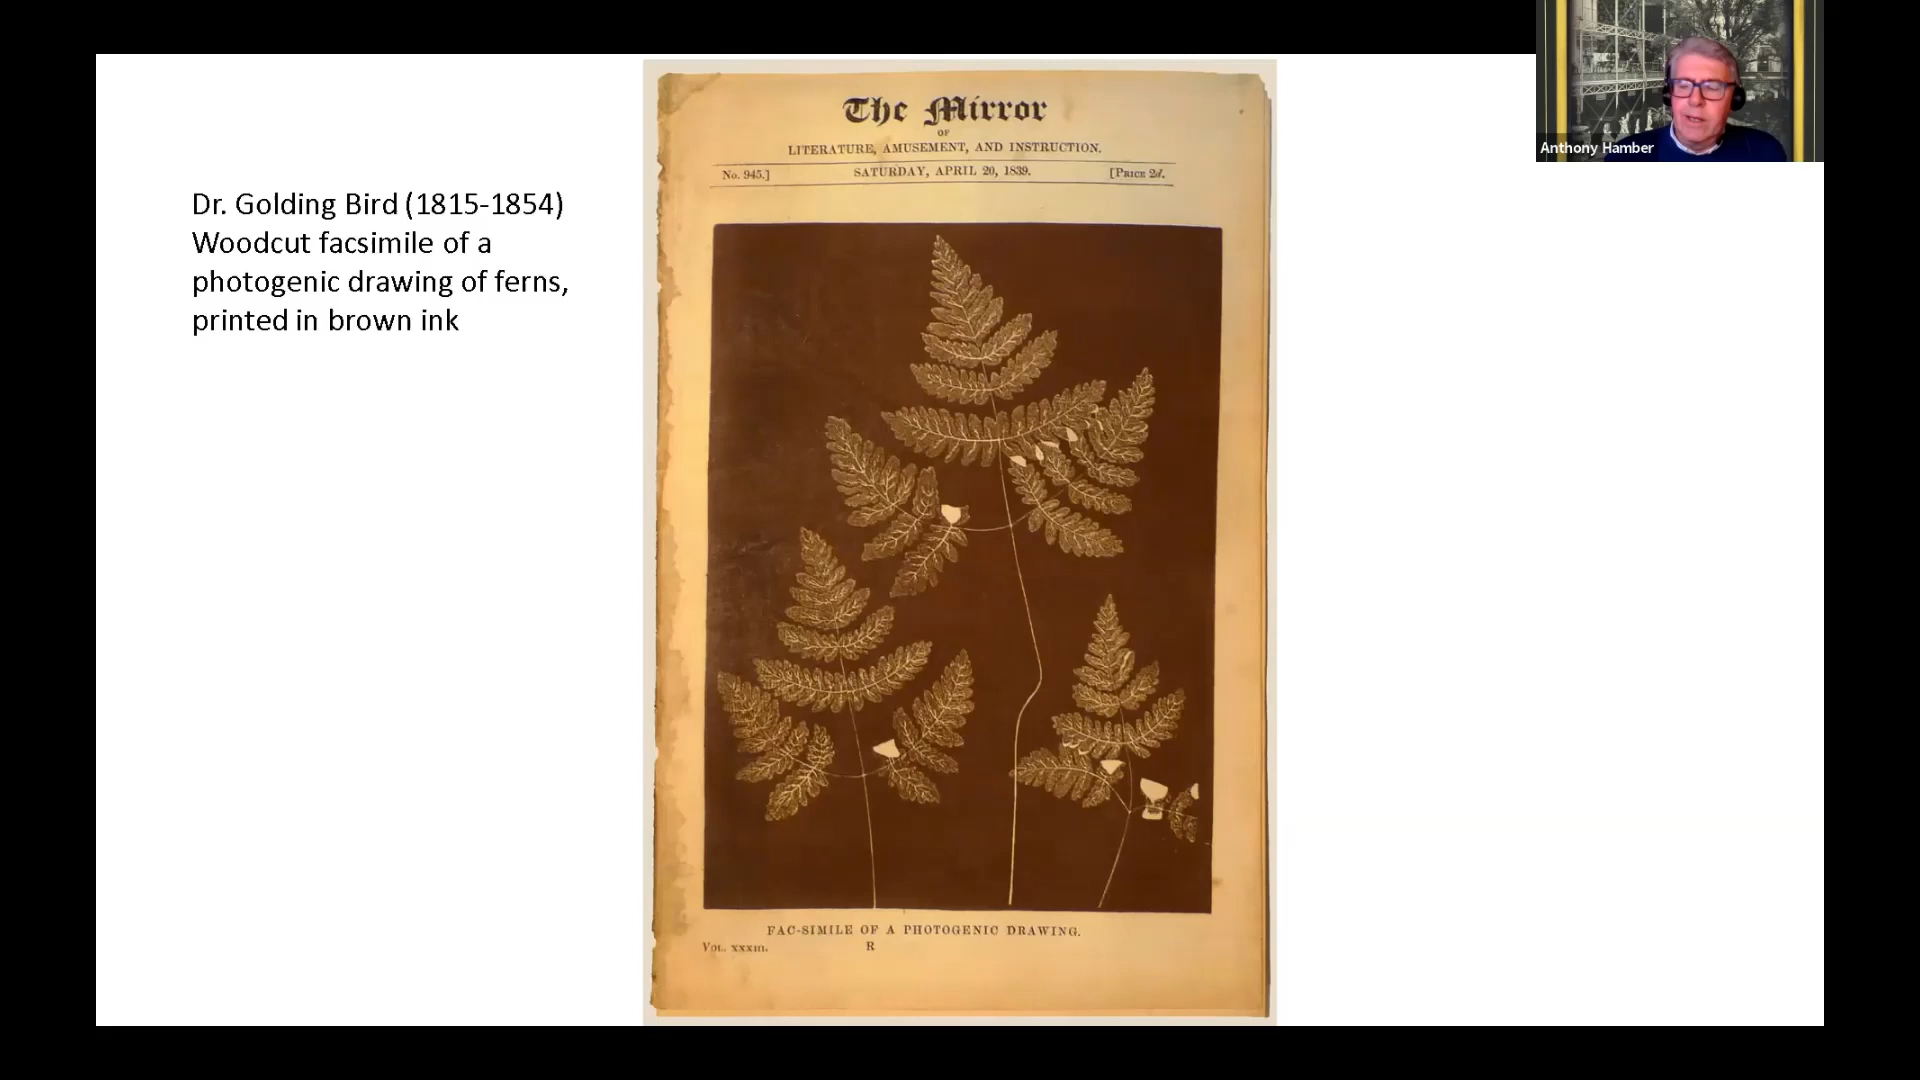 Dr. Golding Bird (1815-1854)
Woodcut facsimile of a
photogenic drawing of ferns,
printed in brown ink
The Mirror
OF
LITERATURE, AMUSEMENT, AND INSTRUCTION.
No. 945.] SATURDAY, APRIL 20, 1839. [PRICE 2d.
FAC-SIMILE OF A PHOTOGENIC DRAWING.
VOL. XXXIII. R
Anthony Hamber